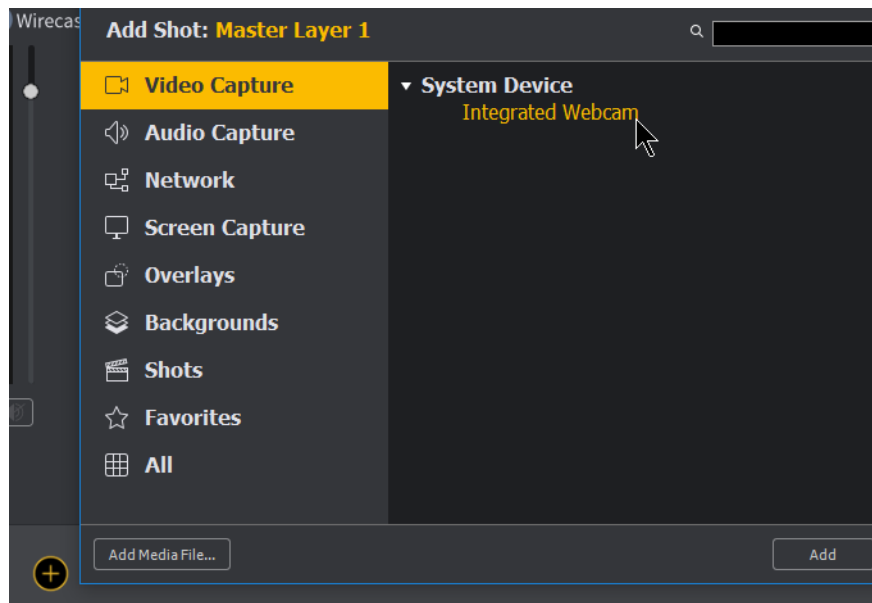 Wirecas
Add Shot: Master Layer 1
Video Capture
Audio Capture
Network
Screen Capture
Overlays
Backgrounds
Shots
Favorites
All
System Device
Integrated Webcam
Add Media File...
Add